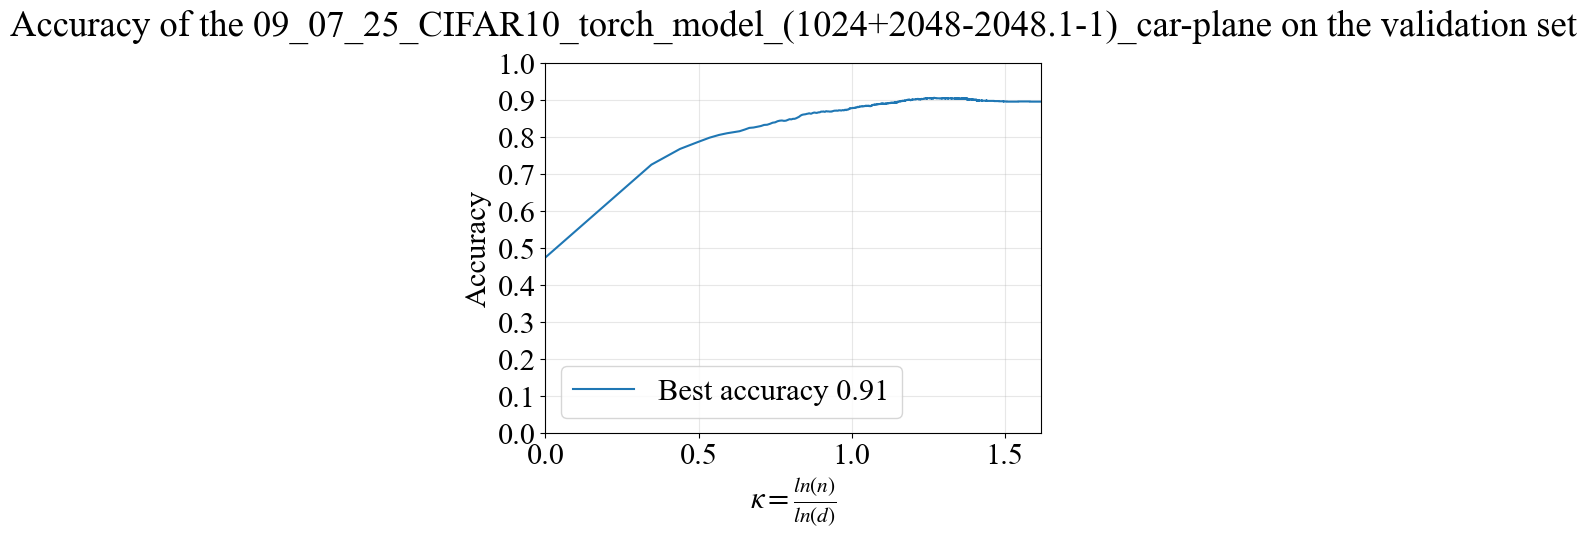 Accuracy of the 09_07_25_CIFAR10_torch_model_(1024+2048-2048.1-1)_car-plane on the validation set
1.0
0.9
0.8
0.7
0.6
0.5
0.4
0.3
0.2
0.1
0.0
Accuracy
Best accuracy 0.91
0.0 0.5 1.0 1.5
κ = ln(n) / ln(d)